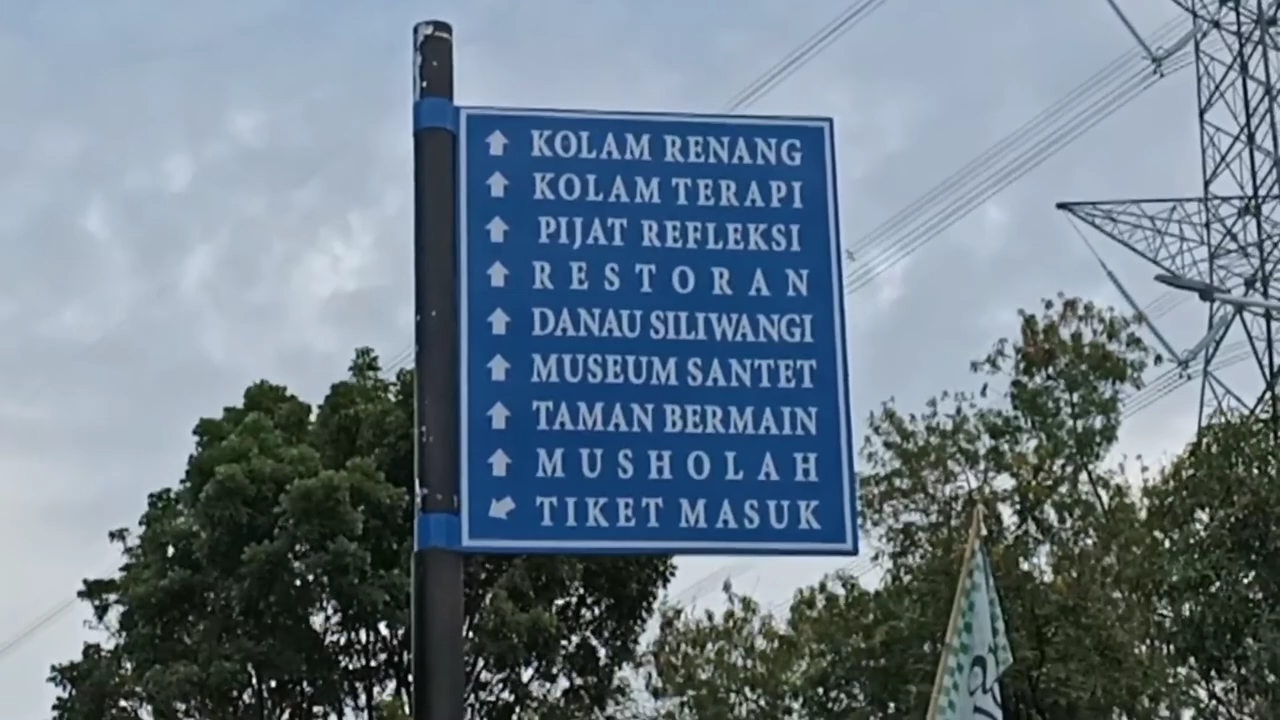 KOLAM RENANG
KOLAM TERAPI
PIJAT REFLEKSI
RESTORAN
DANAU SILIWANGI
MUSEUM SANTET
TAMAN BERMAIN
MUSHOLAH
TIKET MASUK